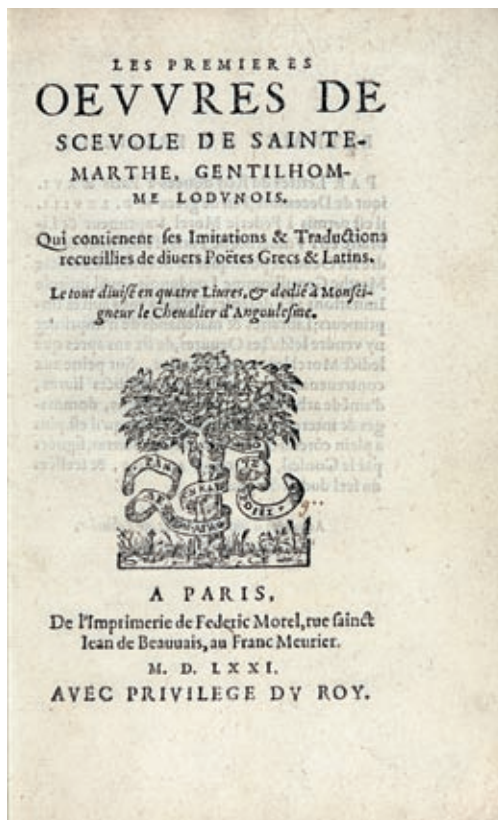 LES PREMIERES
OEVVRES DE
SCEVOLE DE SAINTE-
MARTHE, GENTILHOM-
ME LODVNOIS.
Qui contienent ses Imitations & Traductions
recueillies de diuers Poëtes Grecs & Latins.
Le tout diuisé en quatre Liures, & dedié à Monsei-
gneur le Cheualier d'Angoulesme.
A PARIS,
De l'Imprimerie de Federic Morel, rue sainct
Iean de Beauuais, au Franc Meurier.
M. D. LXXI.
AVEC PRIVILEGE DV ROY.